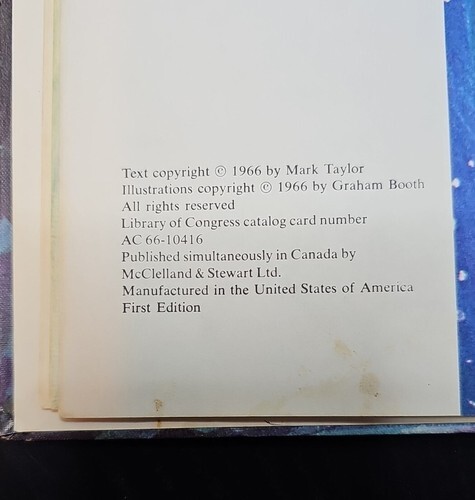 Text copyright © 1966 by Mark Taylor
Illustrations copyright © 1966 by Graham Booth
All rights reserved
Library of Congress catalog card number
AC 66-10416
Published simultaneously in Canada by
McClelland & Stewart Ltd.
Manufactured in the United States of America
First Edition